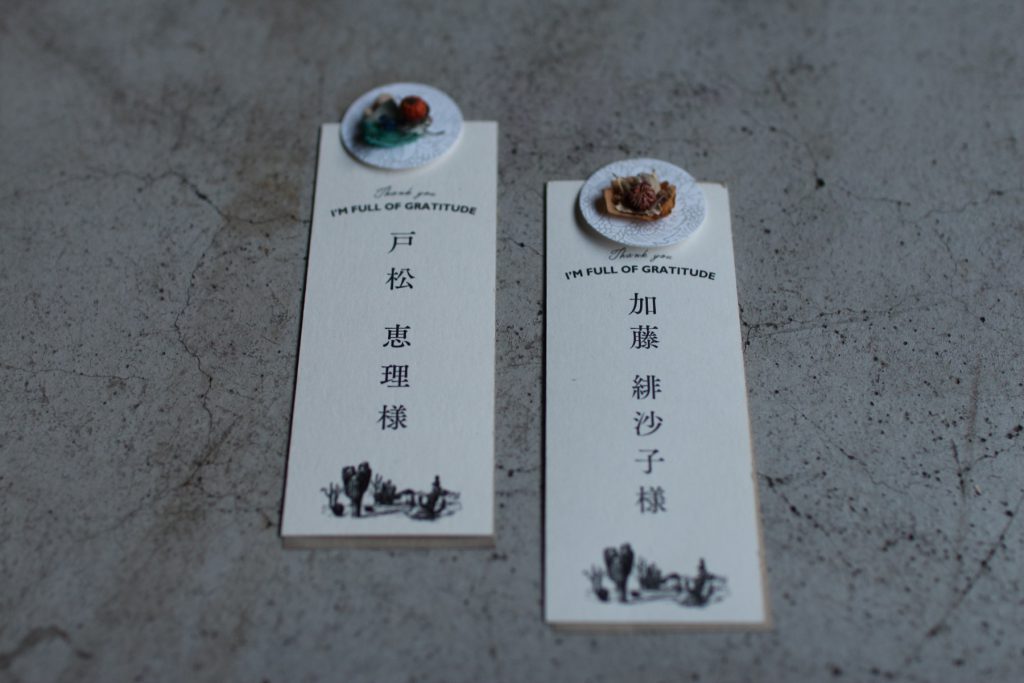 Thank you
I'M FULL OF GRATITUDE
戸松 恵理様
Thank you
I'M FULL OF GRATITUDE
加藤 緋沙子様